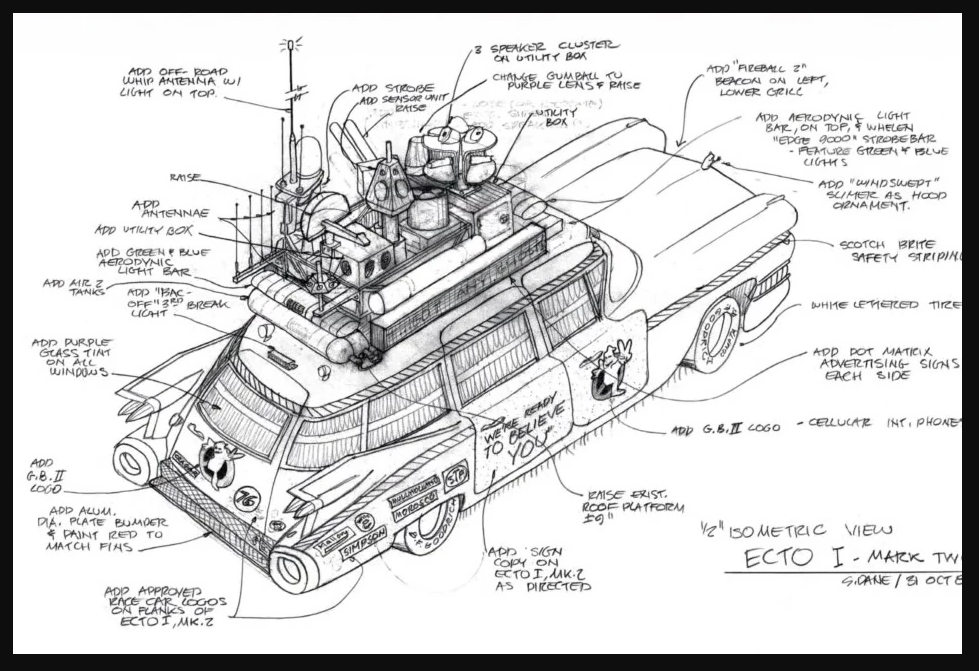 ADD OFF-ROAD
WHIP ANTENNA W/
LIGHT ON TOP.
ADD STROBE
ADD SENSOR UNIT
RAISE
3 SPEAKER CLUSTER
ON UTILITY BOX
CHANGE GUMBALL TO
PURPLE LENS & RAISE
UTILITY
BOX
ADD "FIREBALL 2"
BEACON ON LEFT,
LOWER GRILL
ADD AERODYNIC LIGHT
BAR, ON TOP, & WHELEN
"EDGE 9000" STROBEBAR
- FEATURE GREEN & BLUE
LIGHTS
ADD "WINDSWEPT"
SLIMER AS HOOD
ORNAMENT.
SCOTCH BRITE
SAFETY STRIPING
WHITE LETTERED TIRE
ADD DOT MATRIX
ADVERTISING SIGNS
EACH SIDE
ADD G.B.II LOGO - CELLULAR INT. PHONE
RAISE
ADD
ANTENNAE
ADD UTILITY BOX
ADD GREEN & BLUE
AERODYNIC
LIGHT BAR
ADD AIR 2
TANKS
ADD "BAC-
OFF" 3RD BREAK
LIGHT
ADD PURPLE
GLASS TINT
ON ALL
WINDOWS
ADD
G.B.II
LOGO
ADD ALUM.
DIA. PLATE BUMPER
& PAINT RED TO
MATCH FINS
ADD APPROVED
RACE CAR LOGOS
ON FLANKS OF
ECTO I, MK.2
WE'RE READY
TO BELIEVE
YOU"
76
STP
MOROSO
SIMPSON
B.F. GOODRICH
B.F. GOODRICH
ADD SIGN
COPY ON
ECTO I, MK.2
AS DIRECTED
RAISE EXIST.
ROOF PLATFORM
±9"
1/2" ISOMETRIC VIEW
ECTO I - MARK TW
S.DANE / 31 OCT 8